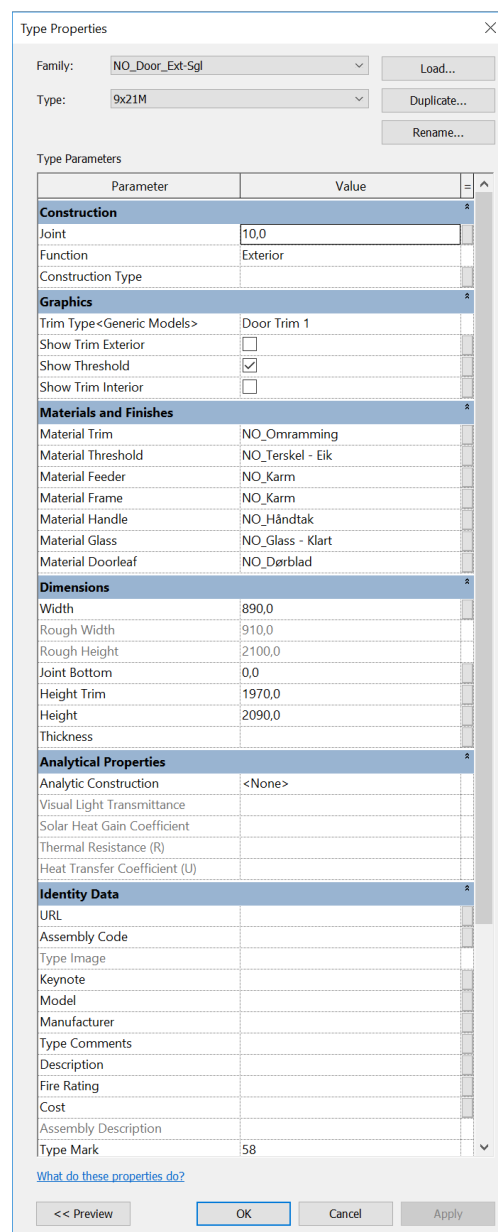 Type Properties
Family: NO_Door_Ext-Sgl Load...
Type: 9x21M Duplicate...
Rename...
Type Parameters
Parameter Value =
Construction
Joint 10,0
Function Exterior
Construction Type
Graphics
Trim Type<Generic Models> Door Trim 1
Show Trim Exterior
Show Threshold
Show Trim Interior
Materials and Finishes
Material Trim NO_Omramming
Material Threshold NO_Terskel - Eik
Material Feeder NO_Karm
Material Frame NO_Karm
Material Handle NO_Håndtak
Material Glass NO_Glass - Klart
Material Doorleaf NO_Dørblad
Dimensions
Width 890,0
Rough Width 910,0
Rough Height 2100,0
Joint Bottom 0,0
Height Trim 1970,0
Height 2090,0
Thickness
Analytical Properties
Analytic Construction <None>
Visual Light Transmittance
Solar Heat Gain Coefficient
Thermal Resistance (R)
Heat Transfer Coefficient (U)
Identity Data
URL
Assembly Code
Type Image
Keynote
Model
Manufacturer
Type Comments
Description
Fire Rating
Cost
Assembly Description
Type Mark 58
What do these properties do?
<< Preview OK Cancel Apply